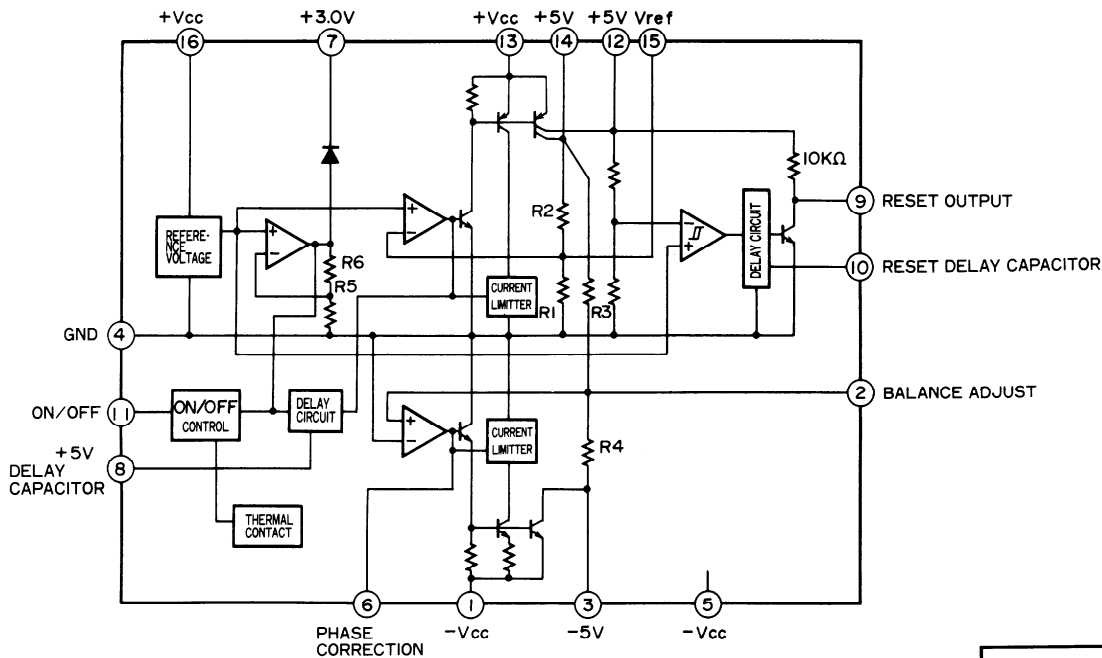 +Vcc
+3.0V
+Vcc
+5V
+5V
Vref
16
7
13
14
12
15
10KΩ
9
RESET OUTPUT
REFERE-
NCE
VOLTAGE
+
−
+
−
R2
−
+
DELAY CIRCUIT
10
RESET DELAY CAPACITOR
R6
R5
CURRENT
LIMITTER
R1
R3
GND
4
ON/OFF
11
ON/OFF
CONTROL
DELAY
CIRCUIT
2
BALANCE ADJUST
+
−
CURRENT
LIMITTER
R4
+5V
DELAY
CAPACITOR
8
THERMAL
CONTACT
6
1
3
5
PHASE
CORRECTION
−Vcc
−5V
−Vcc